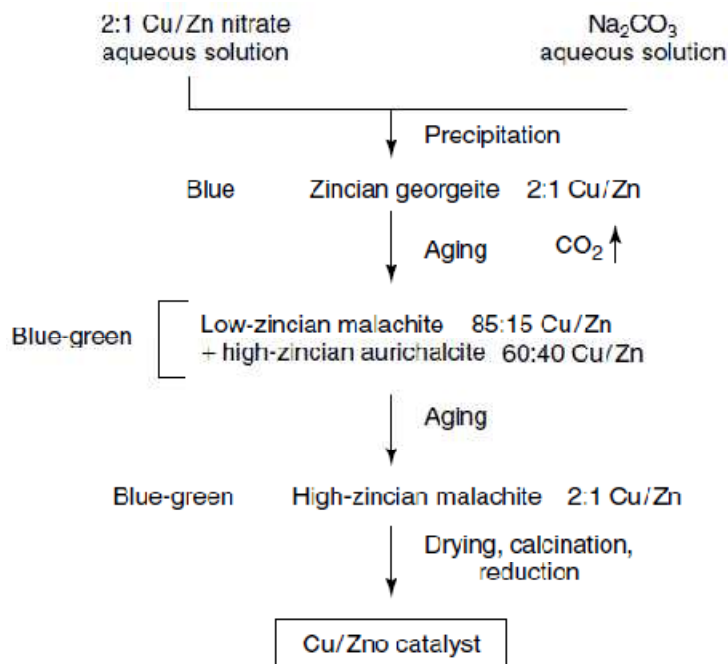 2:1 Cu/Zn nitrate
aqueous solution
Na₂CO₃
aqueous solution
Precipitation
Blue Zincian georgeite 2:1 Cu/Zn
Aging CO₂
Blue-green
Low-zincian malachite 85:15 Cu/Zn
+ high-zincian aurichalcite 60:40 Cu/Zn
Aging
Blue-green High-zincian malachite 2:1 Cu/Zn
Drying, calcination,
reduction
Cu/Zno catalyst